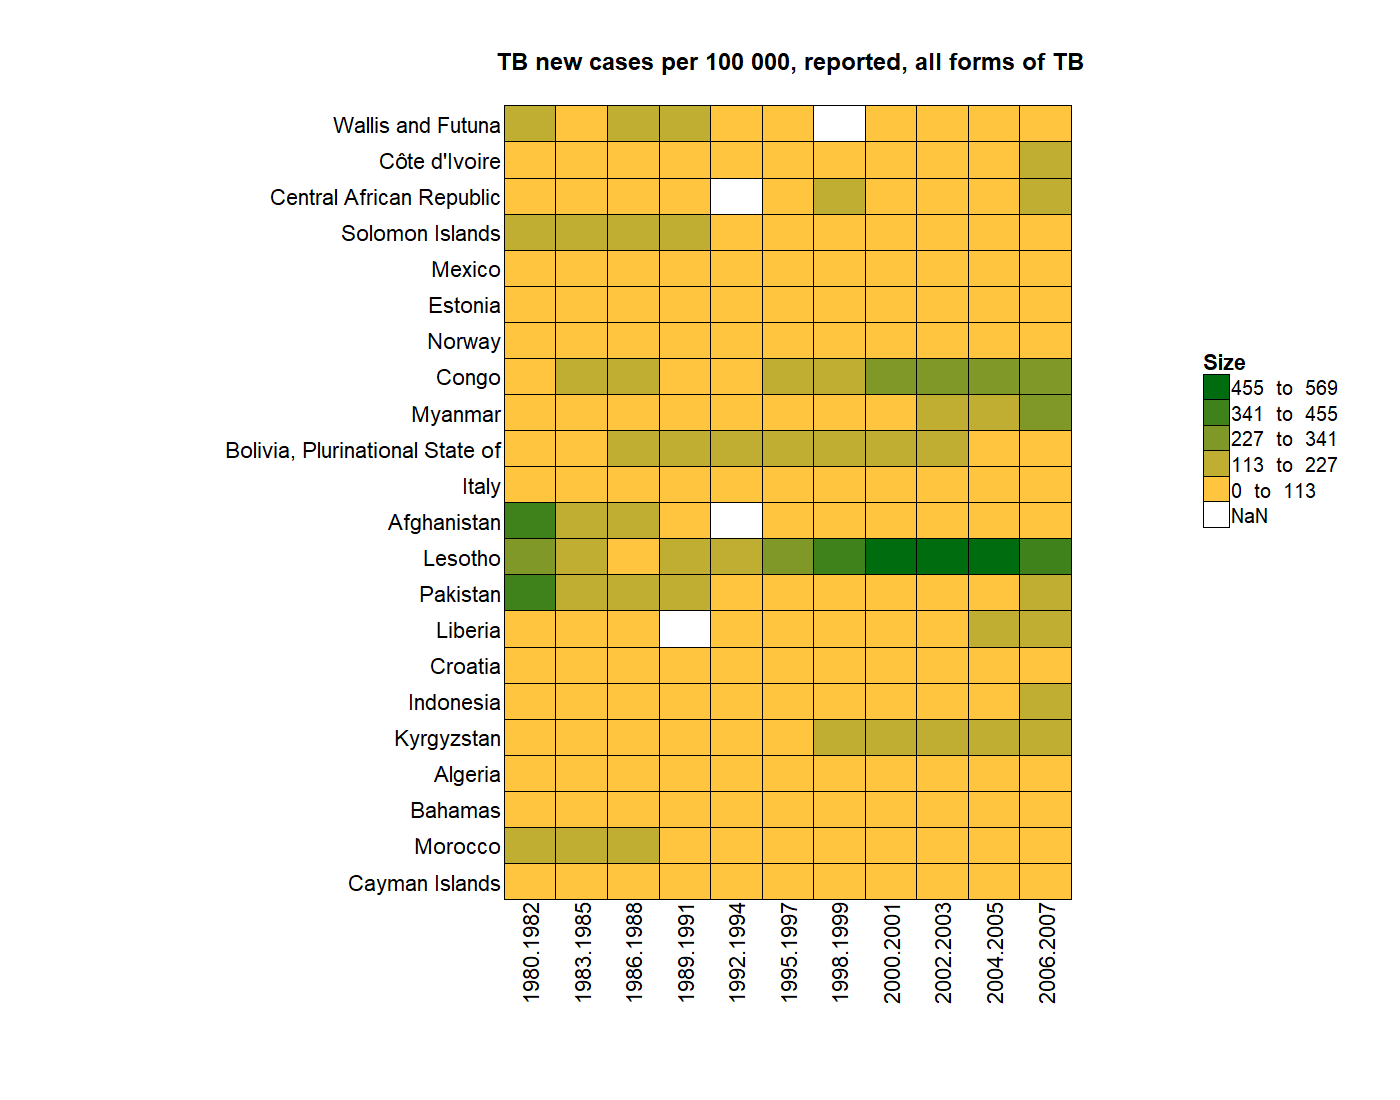 TB new cases per 100 000, reported, all forms of TB
Wallis and Futuna
Côte d'Ivoire
Central African Republic
Solomon Islands
Mexico
Estonia
Norway
Congo
Myanmar
Bolivia, Plurinational State of
Italy
Afghanistan
Lesotho
Pakistan
Liberia
Croatia
Indonesia
Kyrgyzstan
Algeria
Bahamas
Morocco
Cayman Islands
1980.1982
1983.1985
1986.1988
1989.1991
1992.1994
1995.1997
1998.1999
2000.2001
2002.2003
2004.2005
2006.2007
Size
455 to 569
341 to 455
227 to 341
113 to 227
0 to 113
NaN